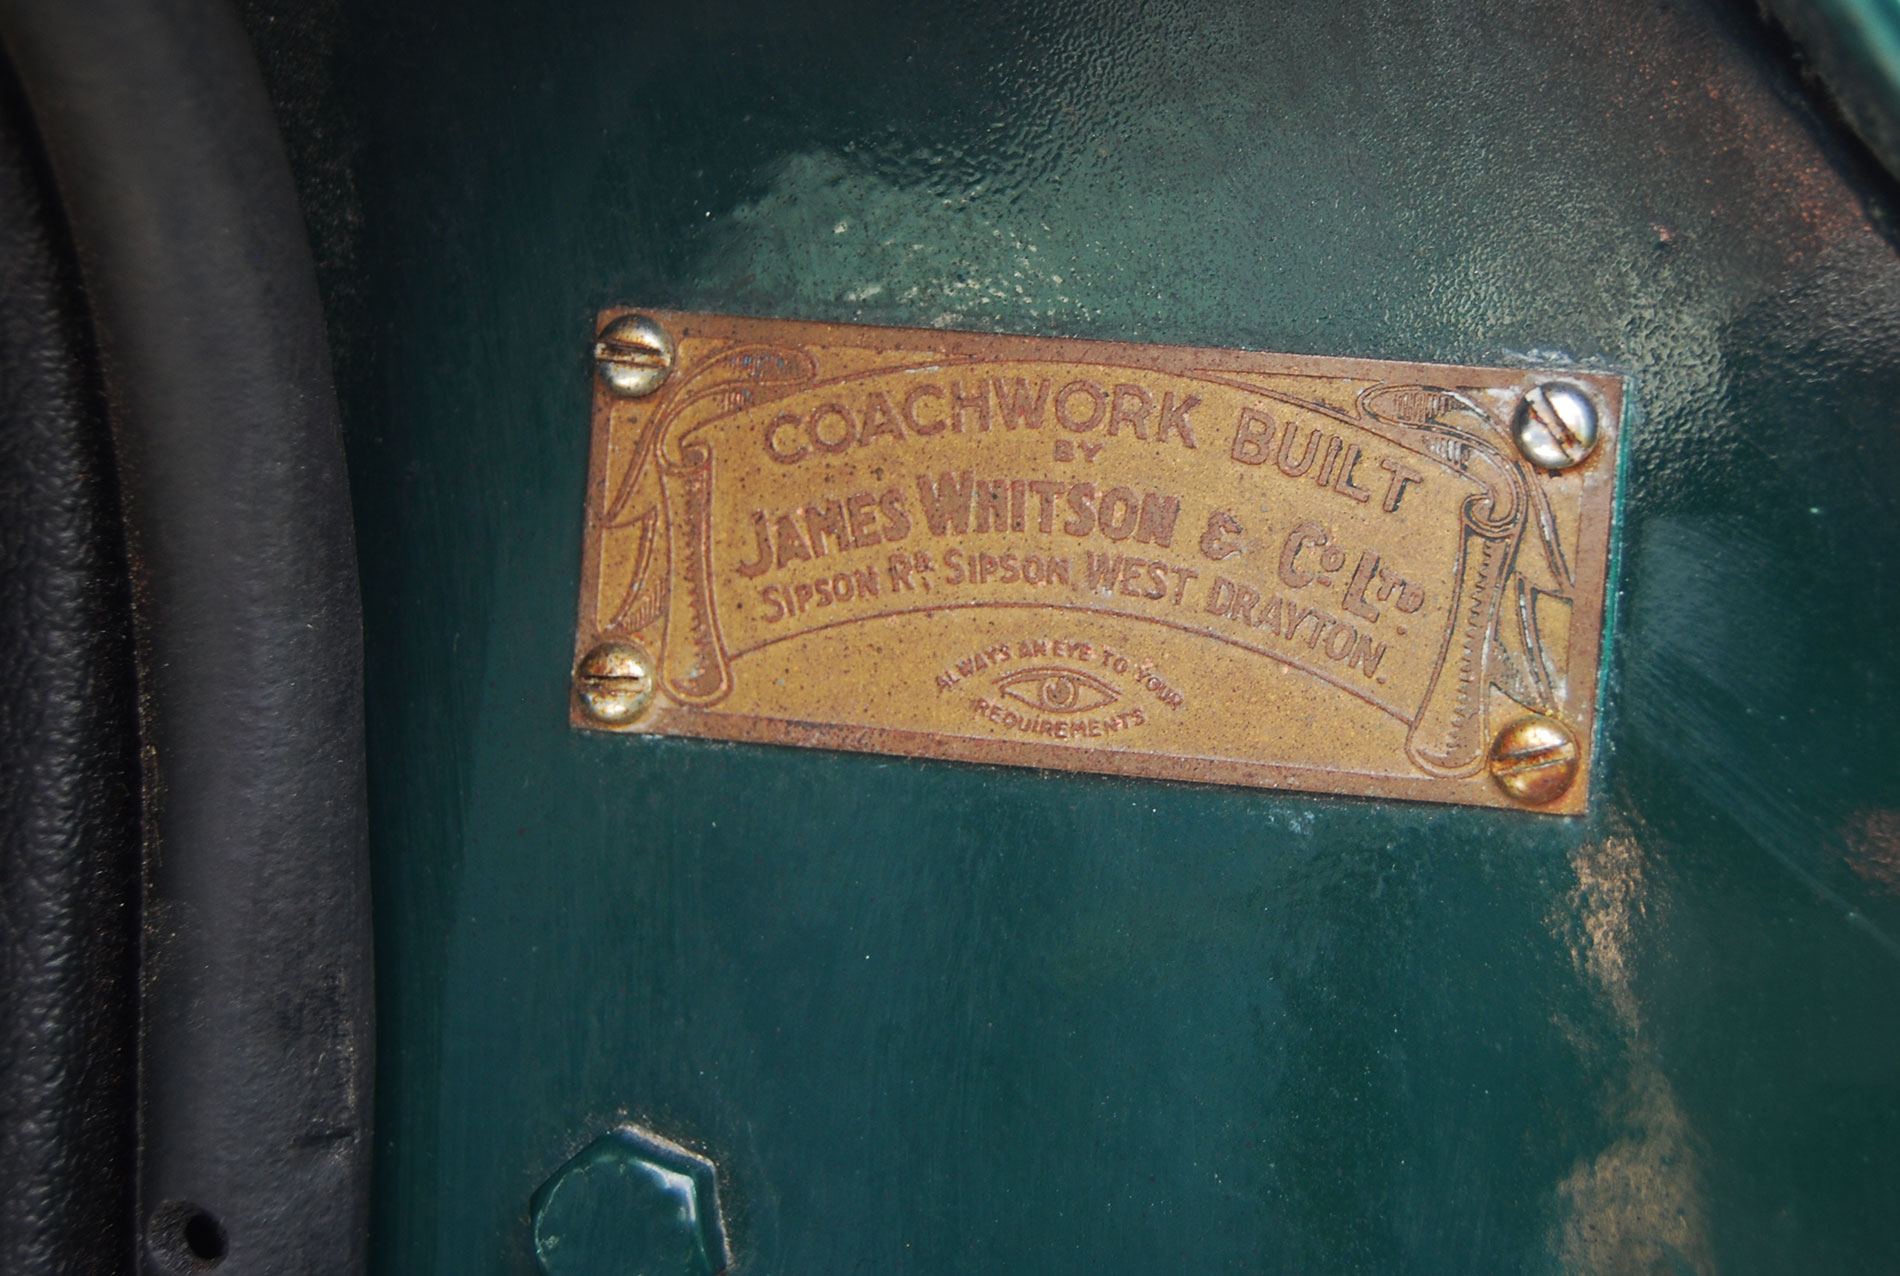 COACHWORK BUILT
BY
JAMES WHITSON & Co LTD.
SIPSON Rd, SIPSON, WEST DRAYTON.
ALWAYS AN EYE TO YOUR
REQUIREMENTS